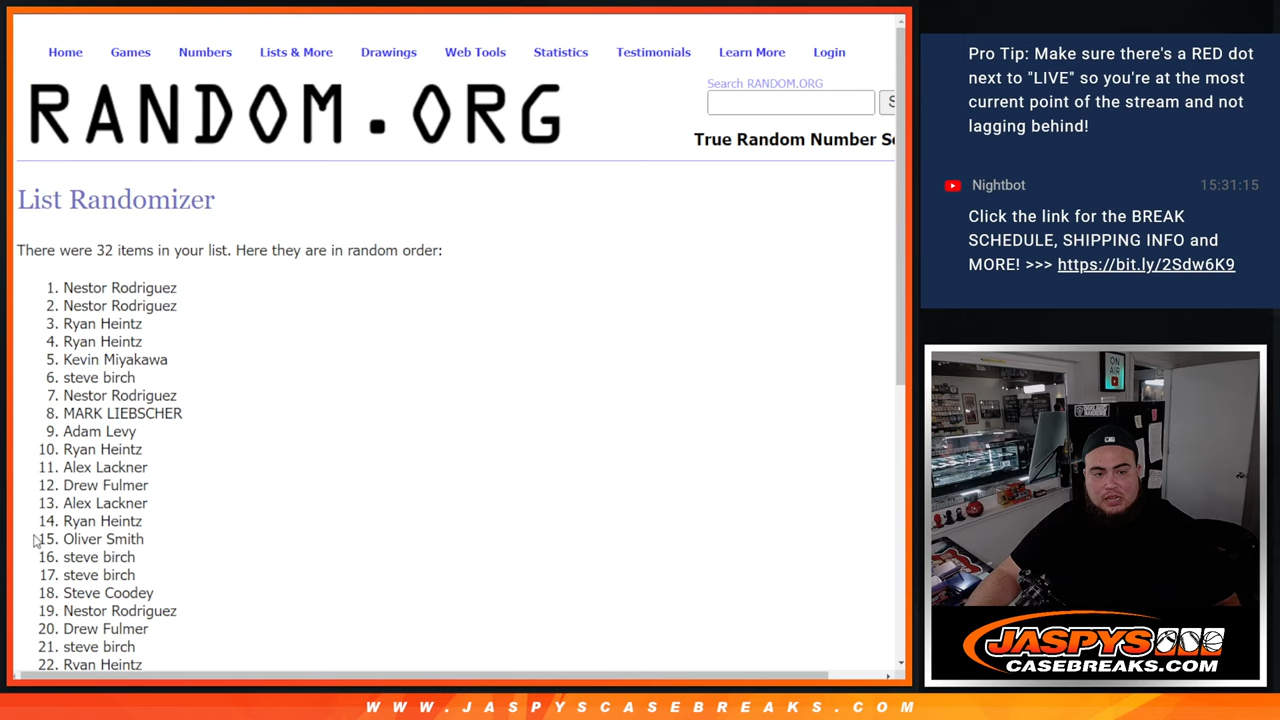 Home Games Numbers Lists & More Drawings Web Tools Statistics Testimonials Learn More Login
RANDOM.ORG
Search RANDOM.ORG
S
True Random Number Se
List Randomizer
There were 32 items in your list. Here they are in random order:
1. Nestor Rodriguez
2. Nestor Rodriguez
3. Ryan Heintz
4. Ryan Heintz
5. Kevin Miyakawa
6. steve birch
7. Nestor Rodriguez
8. MARK LIEBSCHER
9. Adam Levy
10. Ryan Heintz
11. Alex Lackner
12. Drew Fulmer
13. Alex Lackner
14. Ryan Heintz
15. Oliver Smith
16. steve birch
17. steve birch
18. Steve Coodey
19. Nestor Rodriguez
20. Drew Fulmer
21. steve birch
22. Ryan Heintz
Pro Tip: Make sure there's a RED dot
next to "LIVE" so you're at the most
current point of the stream and not
lagging behind!
Nightbot 15:31:15
Click the link for the BREAK
SCHEDULE, SHIPPING INFO and
MORE! >>> https://bit.ly/2Sdw6K9
ON
AIR
JASPYS
CASEBREAKS.COM
WWW.JASPYSCASEBREAKS.COM